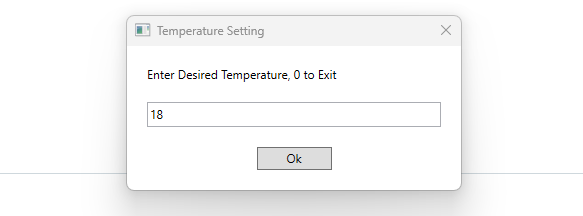 Temperature Setting
Enter Desired Temperature, 0 to Exit
18
Ok